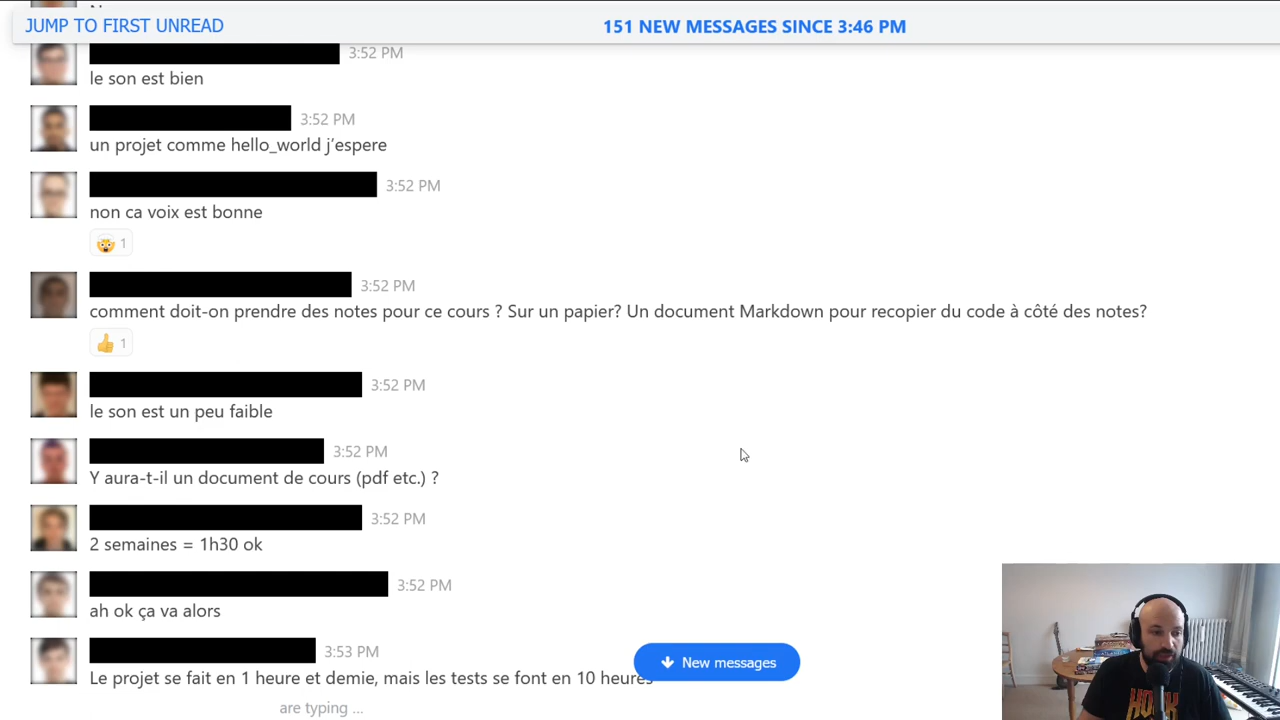 JUMP TO FIRST UNREAD
151 NEW MESSAGES SINCE 3:46 PM
3:52 PM
le son est bien
3:52 PM
un projet comme hello_world j'espere
3:52 PM
non ca voix est bonne
1
3:52 PM
comment doit-on prendre des notes pour ce cours ? Sur un papier? Un document Markdown pour recopier du code à côté des notes?
1
3:52 PM
le son est un peu faible
3:52 PM
Y aura-t-il un document de cours (pdf etc.) ?
3:52 PM
2 semaines = 1h30 ok
3:52 PM
ah ok ça va alors
3:53 PM
New messages
Le projet se fait en 1 heure et demie, mais les tests se font en 10 heures
are typing ...